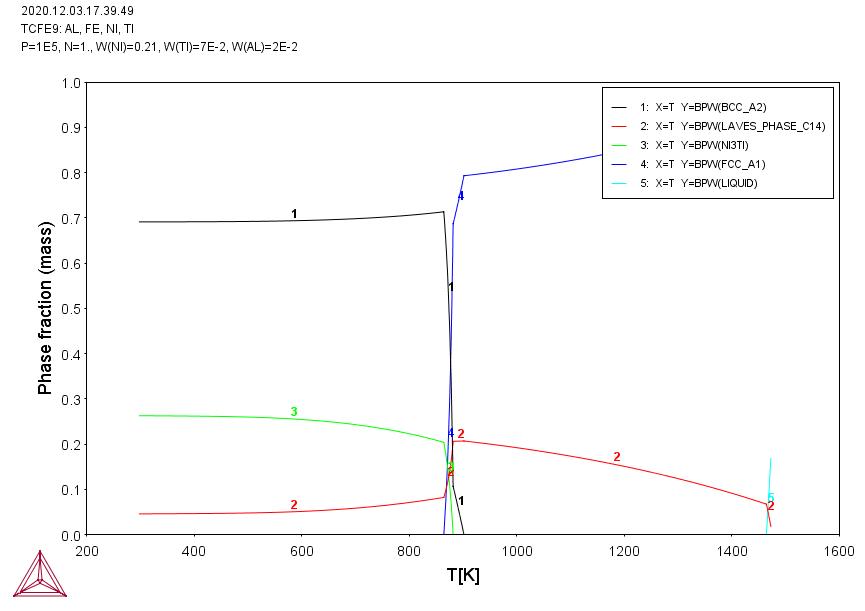 2020.12.03.17.39.49
TCFE9: AL, FE, NI, TI
P=1E5, N=1., W(NI)=0.21, W(TI)=7E-2, W(AL)=2E-2
1: X=T Y=BPW(BCC_A2)
2: X=T Y=BPW(LAVES_PHASE_C14)
3: X=T Y=BPW(NI3TI)
4: X=T Y=BPW(FCC_A1)
5: X=T Y=BPW(LIQUID)
Phase fraction (mass)
1.0
0.9
0.8
0.7
0.6
0.5
0.4
0.3
0.2
0.1
0.0
1
4
1
3
4
2
2
3
2
2
1
5
2
200 400 600 800 1000 1200 1400 1600
T[K]